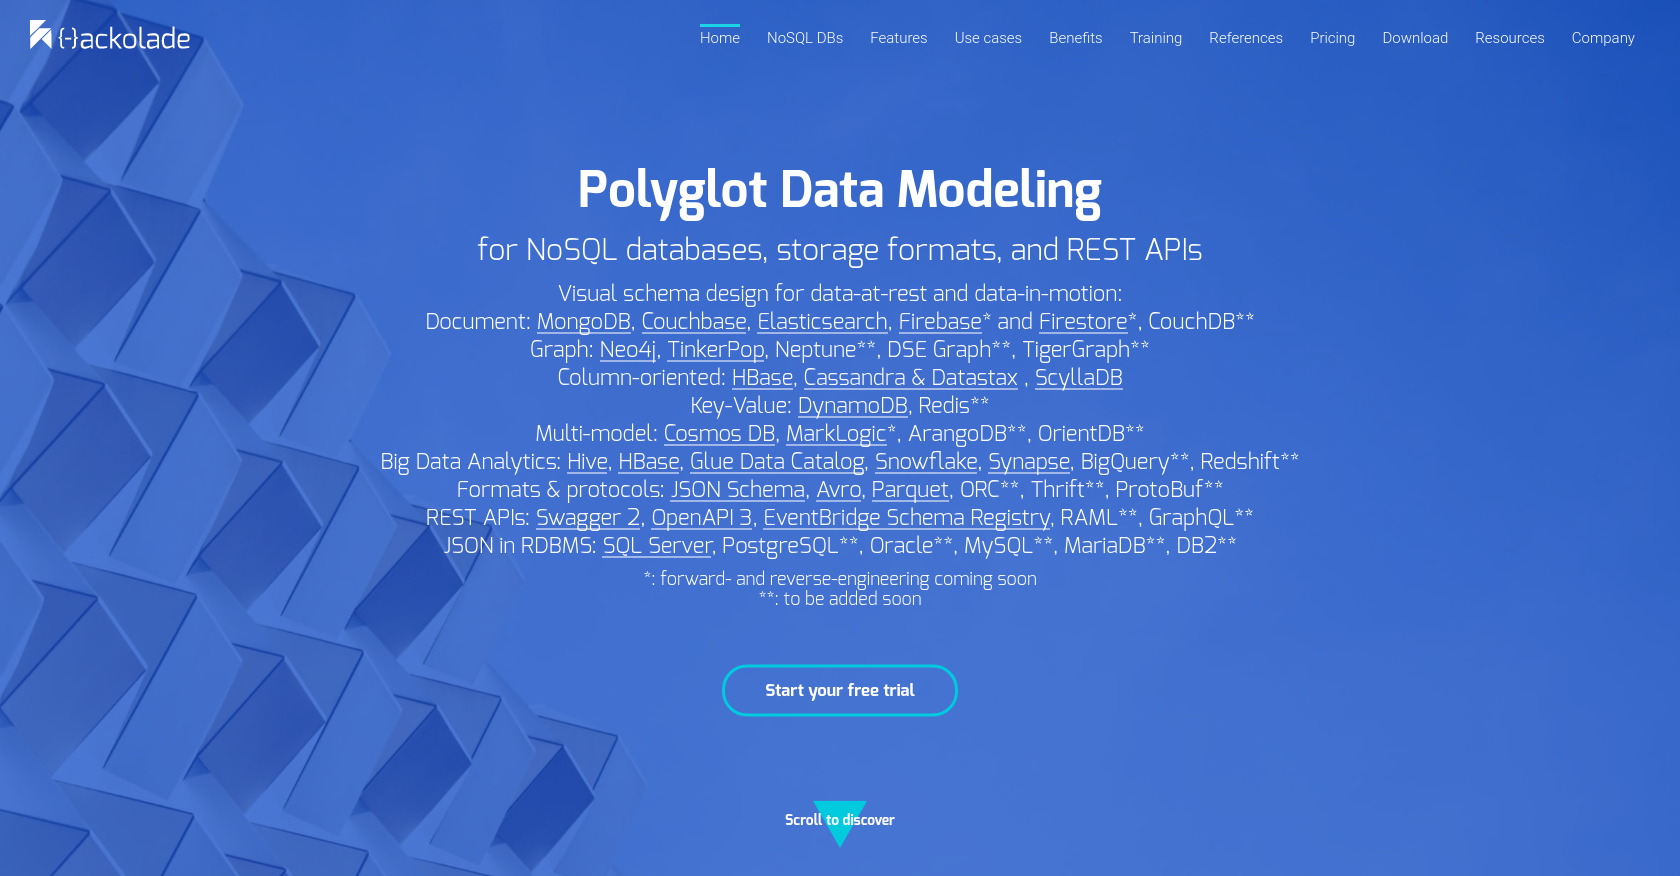 {-}ackolade
Home NoSQL DBs Features Use cases Benefits Training References Pricing Download Resources Company
Polyglot Data Modeling
for NoSQL databases, storage formats, and REST APIs
Visual schema design for data-at-rest and data-in-motion:
Document: MongoDB, Couchbase, Elasticsearch, Firebase* and Firestore*, CouchDB**
Graph: Neo4j, TinkerPop, Neptune**, DSE Graph**, TigerGraph**
Column-oriented: HBase, Cassandra & Datastax , ScyllaDB
Key-Value: DynamoDB, Redis**
Multi-model: Cosmos DB, MarkLogic*, ArangoDB**, OrientDB**
Big Data Analytics: Hive, HBase, Glue Data Catalog, Snowflake, Synapse, BigQuery**, Redshift**
Formats & protocols: JSON Schema, Avro, Parquet, ORC**, Thrift**, ProtoBuf**
REST APIs: Swagger 2, OpenAPI 3, EventBridge Schema Registry, RAML**, GraphQL**
JSON in RDBMS: SQL Server, PostgreSQL**, Oracle**, MySQL**, MariaDB**, DB2**
*: forward- and reverse-engineering coming soon
**: to be added soon
Start your free trial
Scroll to discover